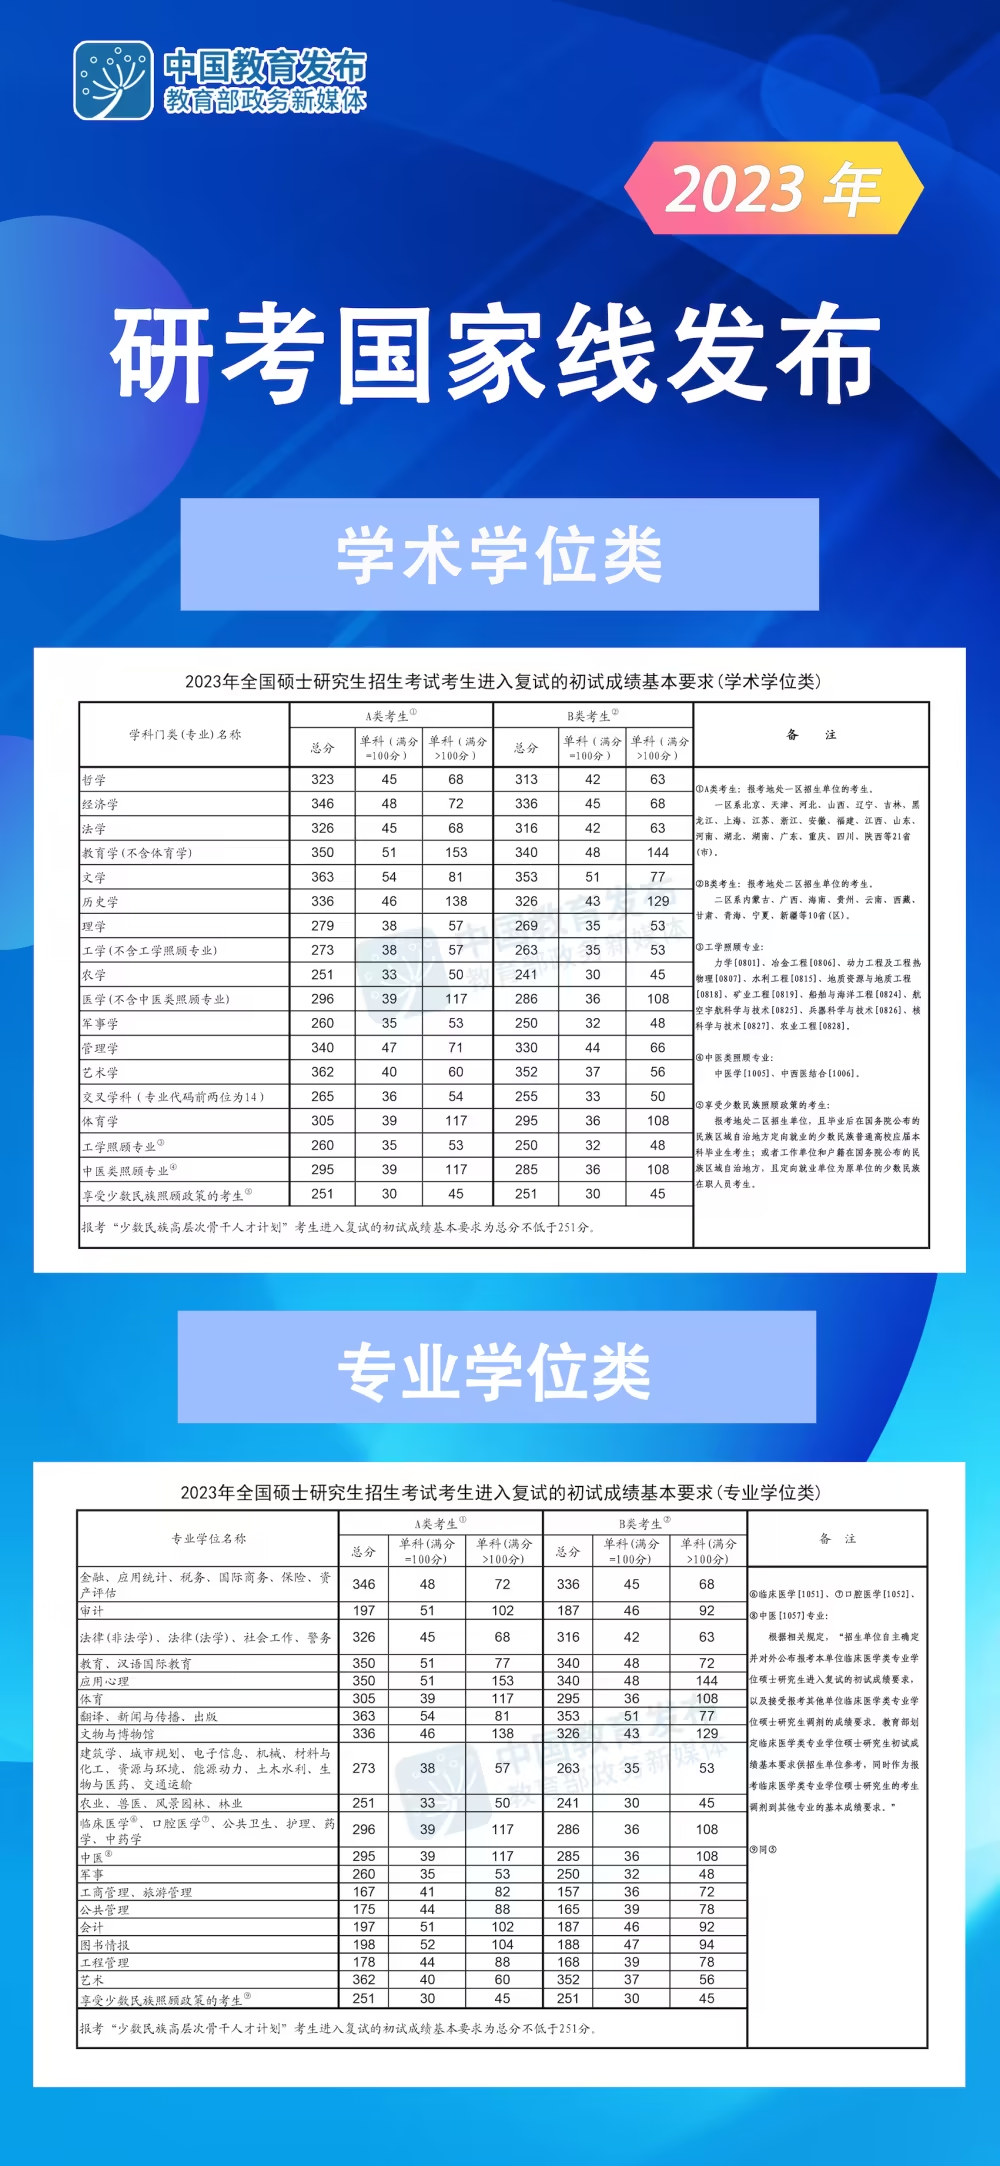 中国教育发布
教育部政务新媒体
2023 年
研考国家线发布
学术学位类
2023年全国硕士研究生招生考试考生进入复试的初试成绩基本要求(学术学位类)
学科门类(专业)名称 A类考生① B类考生② 备 注
总分 单科(满分=100分) 单科(满分>100分) 总分 单科(满分=100分) 单科(满分>100分)
哲学 323 45 68 313 42 63
经济学 346 48 72 336 45 68
法学 326 45 68 316 42 63
教育学(不含体育学) 350 51 153 340 48 144
文学 363 54 81 353 51 77
历史学 336 46 138 326 43 129
理学 279 38 57 269 35 53
工学(不含工学照顾专业) 273 38 57 263 35 53
农学 251 33 50 241 30 45
医学(不含中医类照顾专业) 296 39 117 286 36 108
军事学 260 35 53 250 32 48
管理学 340 47 71 330 44 66
艺术学 362 40 60 352 37 56
交叉学科（专业代码前两位为14） 265 36 54 255 33 50
体育学 305 39 117 295 36 108
工学照顾专业③ 260 35 53 250 32 48
中医类照顾专业④ 295 39 117 285 36 108
享受少数民族照顾政策的考生⑤ 251 30 45 251 30 45
报考“少数民族高层次骨干人才计划”考生进入复试的初试成绩基本要求为总分不低于251分。
①A类考生：报考地处一区招生单位的考生。
一区系北京、天津、河北、山西、辽宁、吉林、黑
龙江、上海、江苏、浙江、安徽、福建、江西、山东、
河南、湖北、湖南、广东、重庆、四川、陕西等21省
(市)。
②B类考生：报考地处二区招生单位的考生。
二区系内蒙古、广西、海南、贵州、云南、西藏、
甘肃、青海、宁夏、新疆等10省(区)。
③工学照顾专业：
力学[0801]、冶金工程[0806]、动力工程及工程热
物理[0807]、水利工程[0815]、地质资源与地质工程
[0818]、矿业工程[0819]、船舶与海洋工程[0824]、航
空宇航科学与技术[0825]、兵器科学与技术[0826]、核
科学与技术[0827]、农业工程[0828]。
④中医类照顾专业：
中医学[1005]、中西医结合[1006]。
⑤享受少数民族照顾政策的考生：
报考地处二区招生单位，且毕业后在国务院公布的
民族区域自治地方定向就业的少数民族普通高校应届本
科毕业生考生；或者工作单位和户籍在国务院公布的民
族区域自治地方，且定向就业单位为原单位的少数民族
在职人员考生。
中国教育发布
教育部政务新媒体
专业学位类
2023年全国硕士研究生招生考试考生进入复试的初试成绩基本要求(专业学位类)
专业学位名称 A类考生① B类考生② 备 注
总分 单科(满分=100分) 单科(满分>100分) 总分 单科(满分=100分) 单科(满分>100分)
金融、应用统计、税务、国际商务、保险、资
产评估 346 48 72 336 45 68
审计 197 51 102 187 46 92
法律(非法学)、法律(法学)、社会工作、警务 326 45 68 316 42 63
教育、汉语国际教育 350 51 77 340 48 72
应用心理 350 51 153 340 48 144
体育 305 39 117 295 36 108
翻译、新闻与传播、出版 363 54 81 353 51 77
文物与博物馆 336 46 138 326 43 129
建筑学、城市规划、电子信息、机械、材料与
化工、资源与环境、能源动力、土木水利、生
物与医药、交通运输 273 38 57 263 35 53
农业、兽医、风景园林、林业 251 33 50 241 30 45
临床医学⑥、口腔医学⑦、公共卫生、护理、药
学、中药学 296 39 117 286 36 108
中医⑧ 295 39 117 285 36 108
军事 260 35 53 250 32 48
工商管理、旅游管理 167 41 82 157 36 72
公共管理 175 44 88 165 39 78
会计 197 51 102 187 46 92
图书情报 198 52 104 188 47 94
工程管理 178 44 88 168 39 78
艺术 362 40 60 352 37 56
享受少数民族照顾政策的考生⑨ 251 30 45 251 30 45
报考“少数民族高层次骨干人才计划”考生进入复试的初试成绩基本要求为总分不低于251分。
⑥临床医学[1051]、⑦口腔医学[1052]、
⑧中医[1057]专业：
根据相关规定，“招生单位自主确定
并对外公布报考本单位临床医学类专业学
位硕士研究生进入复试的初试成绩要求，
以及接受报考其他单位临床医学类专业学
位硕士研究生调剂的成绩要求。教育部划
定临床医学类专业学位硕士研究生初试成
绩基本要求供招生单位参考，同时作为报
考临床医学类专业学位硕士研究生的考生
调剂到其他专业的基本成绩要求。”
⑨同⑤
中国教育发布
教育部政务新媒体